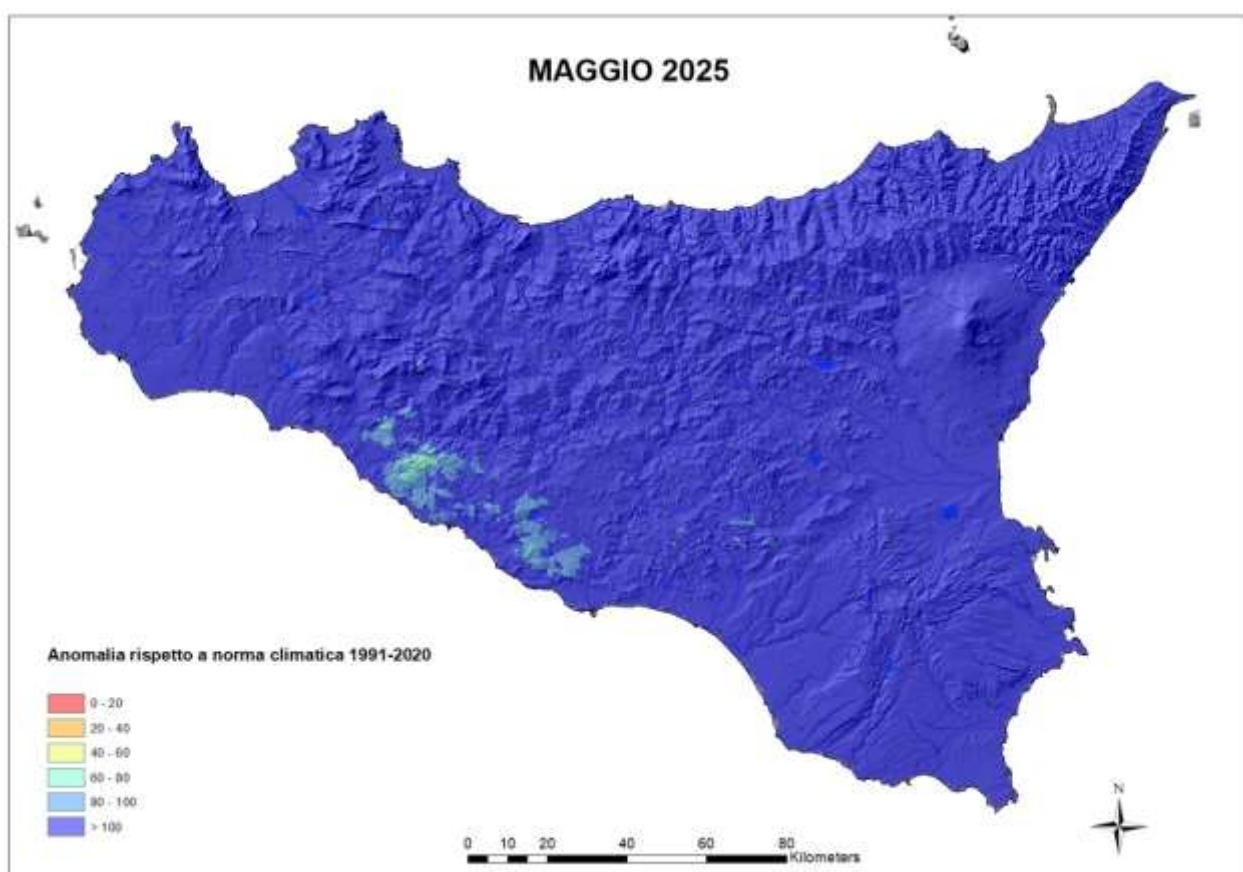 MAGGIO 2025
Anomalia rispetto a norma climatica 1991-2020
0 - 20
20 - 40
40 - 60
60 - 80
80 - 100
> 100
N
0 10 20 40 60 80
Kilometers